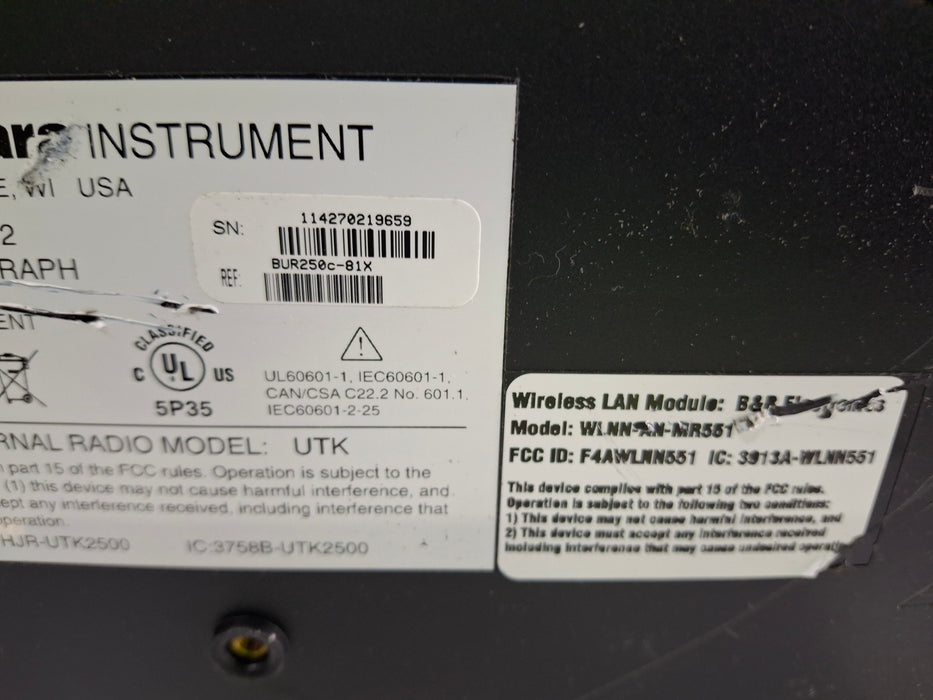 ara INSTRUMENT
E, WI USA
SN: 114270219659
2
REF: BUR250c-81X
RAPH
ENT
CLASSIFIED
C UL US
5P35
UL60601-1, IEC60601-1,
CAN/CSA C22.2 No. 601.1,
IEC60601-2-25
RNAL RADIO MODEL: UTK
part 15 of the FCC rules. Operation is subject to the
(1) this device may not cause harmful interference, and
ept any interference received, including interference that
operation.
HJR-UTK2500 IC:3758B-UTK2500
Wireless LAN Module: B&B Electronics
Model: WLNN-AN-MR551
FCC ID: F4AWLNN551 IC: 3913A-WLNN551
This device complies with part 15 of the FCC rules.
Operation is subject to the following two conditions:
1) This device may not cause harmful interference, and
2) This device must accept any interference received
including interference that may cause undesired